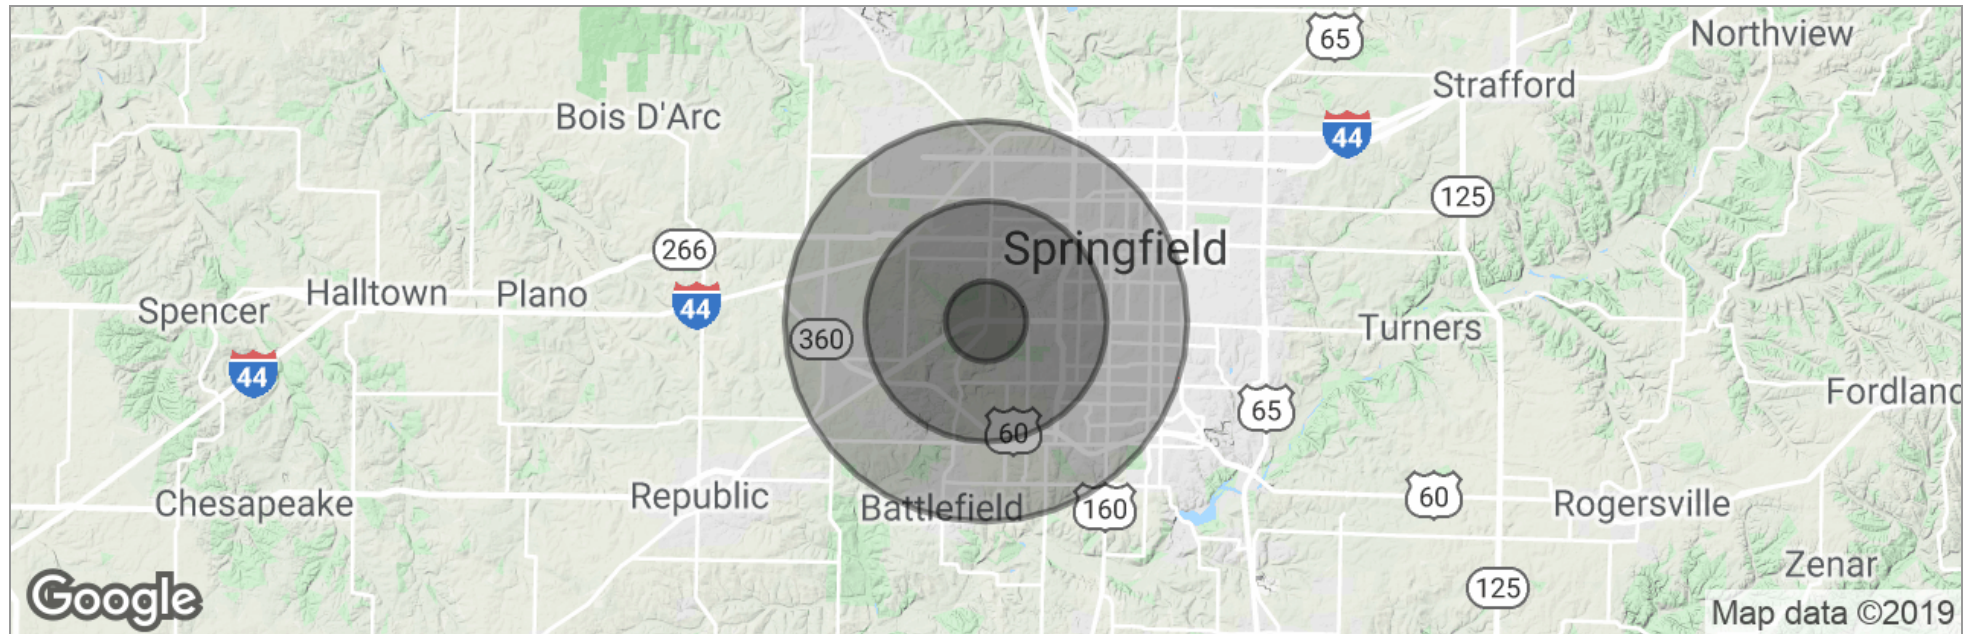 65
Northview
Strafford
Bois D'Arc
44
125
266
Springfield
Spencer
Halltown
Plano
44
360
Turners
44
Fordland
65
60
Chesapeake
Republic
Battlefield
160
60
Rogersville
Zenar
125
Google
Map data ©2019